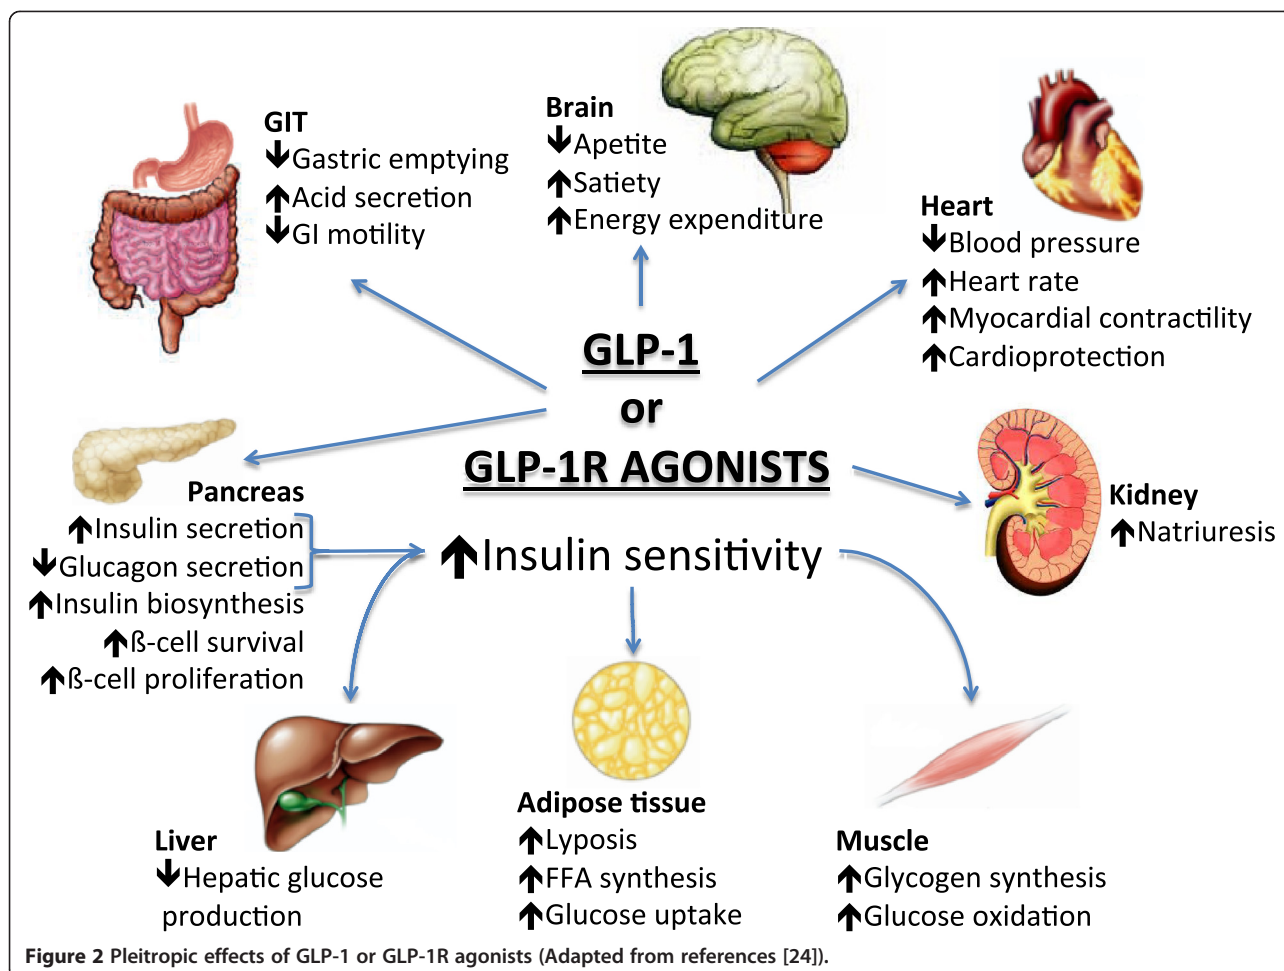 GIT
↓Gastric emptying
↑Acid secretion
↓GI motility
Brain
↓Apetite
↑Satiety
↑Energy expenditure
Heart
↓Blood pressure
↑Heart rate
↑Myocardial contractility
↑Cardioprotection
GLP-1
or
GLP-1R AGONISTS
↑Insulin sensitivity
Pancreas
↑Insulin secretion
↓Glucagon secretion
↑Insulin biosynthesis
↑ß-cell survival
↑ß-cell proliferation
Kidney
↑Natriuresis
Liver
↓Hepatic glucose
production
Adipose tissue
↑Lyposis
↑FFA synthesis
↑Glucose uptake
Muscle
↑Glycogen synthesis
↑Glucose oxidation
Figure 2 Pleitropic effects of GLP-1 or GLP-1R agonists (Adapted from references [24]).